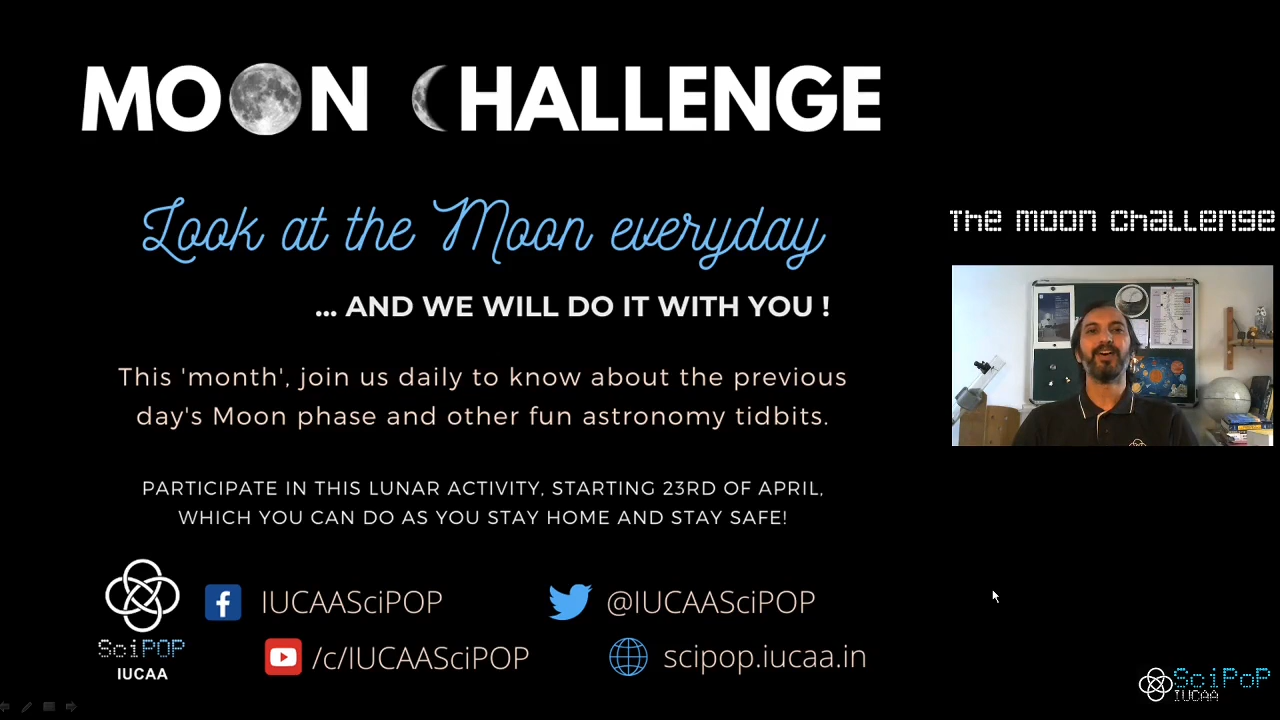 MOON CHALLENGE
Look at the Moon everyday
... AND WE WILL DO IT WITH YOU !
This 'month', join us daily to know about the previous
day's Moon phase and other fun astronomy tidbits.
PARTICIPATE IN THIS LUNAR ACTIVITY, STARTING 23RD OF APRIL,
WHICH YOU CAN DO AS YOU STAY HOME AND STAY SAFE!
IUCAASciPOP
@IUCAASciPOP
/c/IUCAASciPOP
scipop.iucaa.in
SciPOP
IUCAA
The Moon Challenge
SciPoP
IUCAA